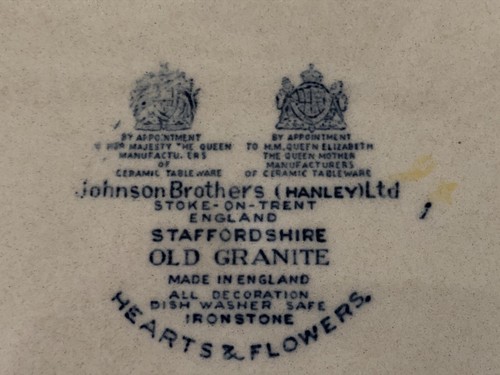 BY APPOINTMENT
TO HER MAJESTY THE QUEEN
MANUFACTURERS
OF
CERAMIC TABLEWARE
BY APPOINTMENT
TO H.M. QUEEN ELIZABETH
THE QUEEN MOTHER
MANUFACTURERS
OF CERAMIC TABLEWARE
Johnson Brothers (HANLEY) Ltd
STOKE-ON-TRENT
ENGLAND
STAFFORDSHIRE
OLD GRANITE
MADE IN ENGLAND
ALL DECORATION
DISH WASHER SAFE
IRONSTONE
HEARTS & FLOWERS.